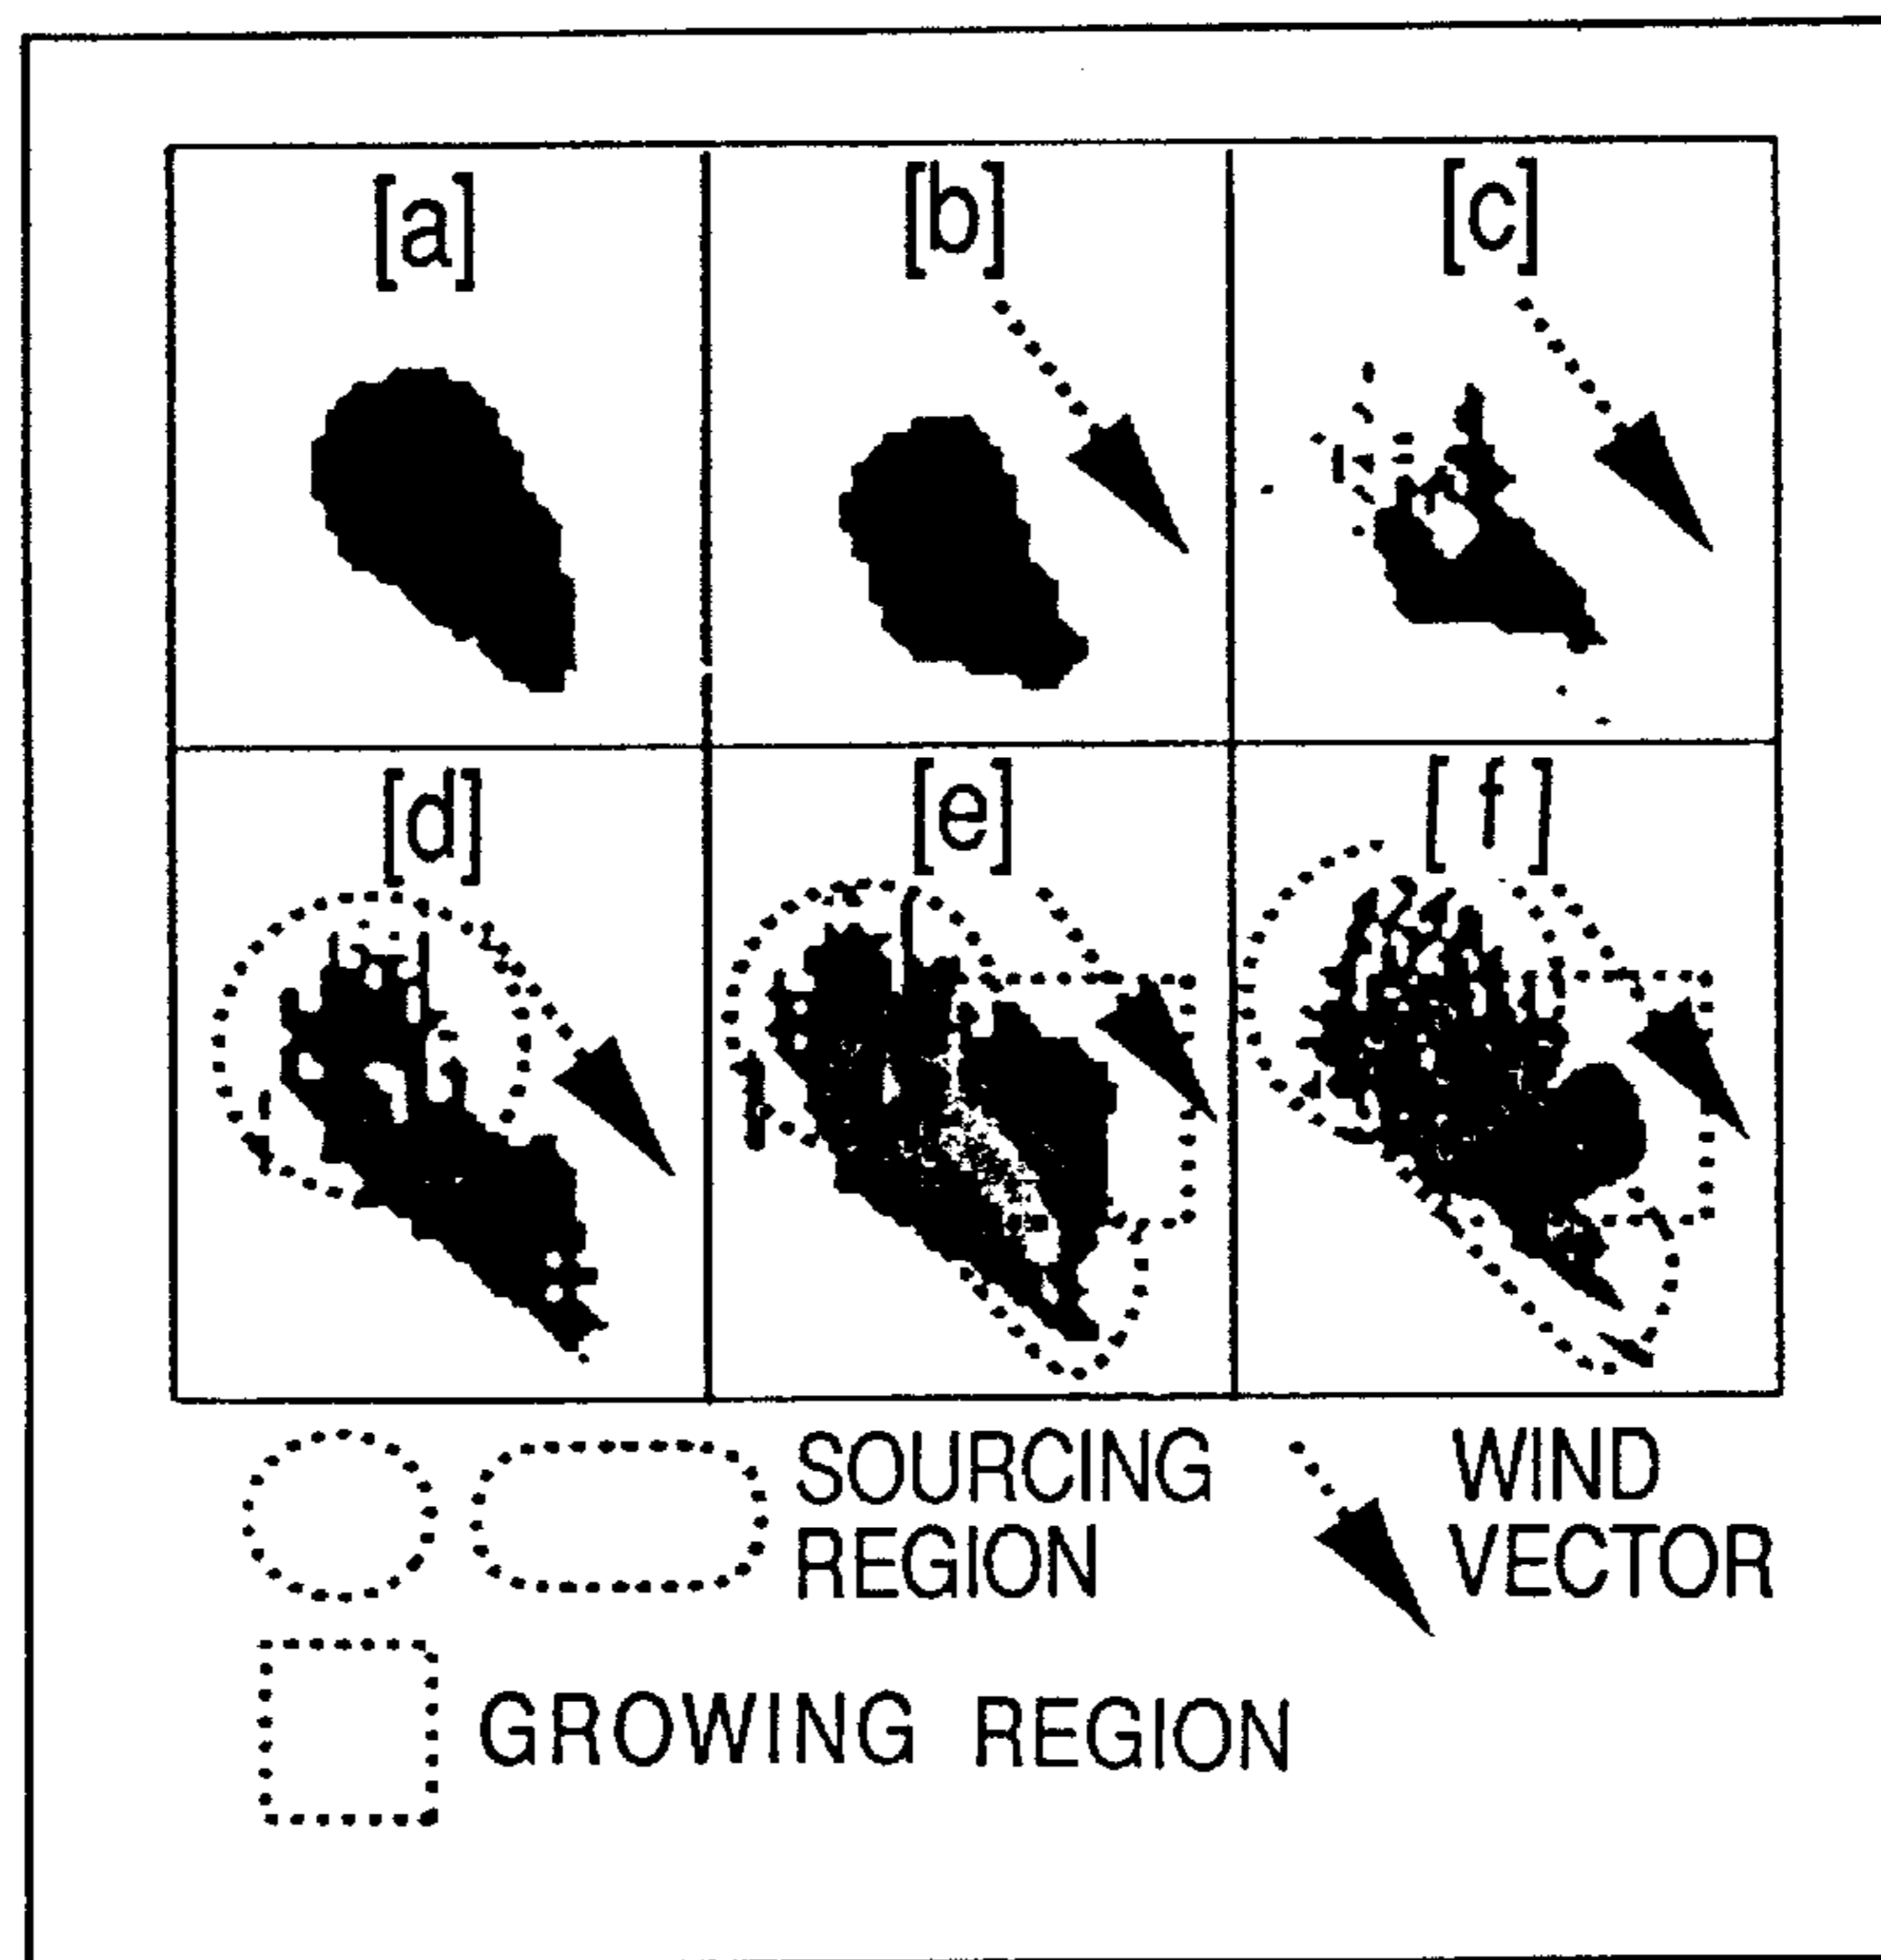 [a] [b] [c]
[d] [e] [f]
SOURCING
REGION
WIND
VECTOR
GROWING REGION